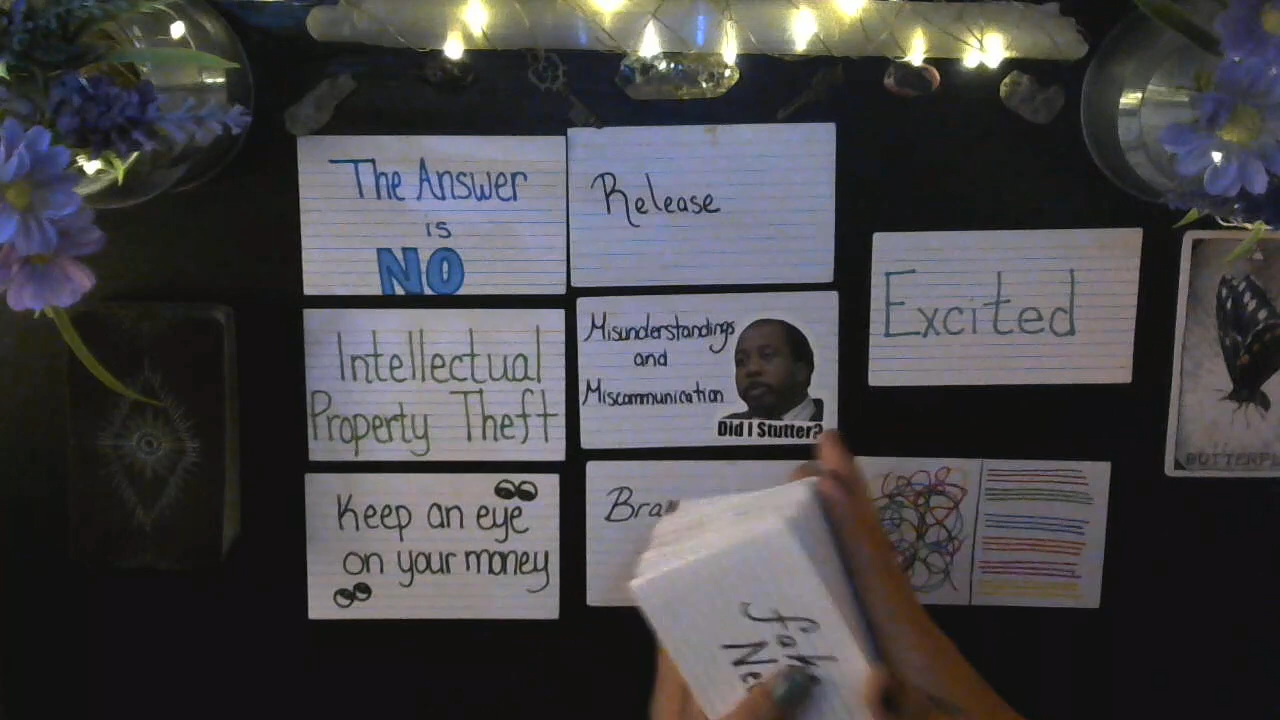 The Answer
is
NO
Release
Excited
Intellectual
Property Theft
Misunderstandings
and
Miscommunication
Did I Stutter?
Keep an eye
on your money